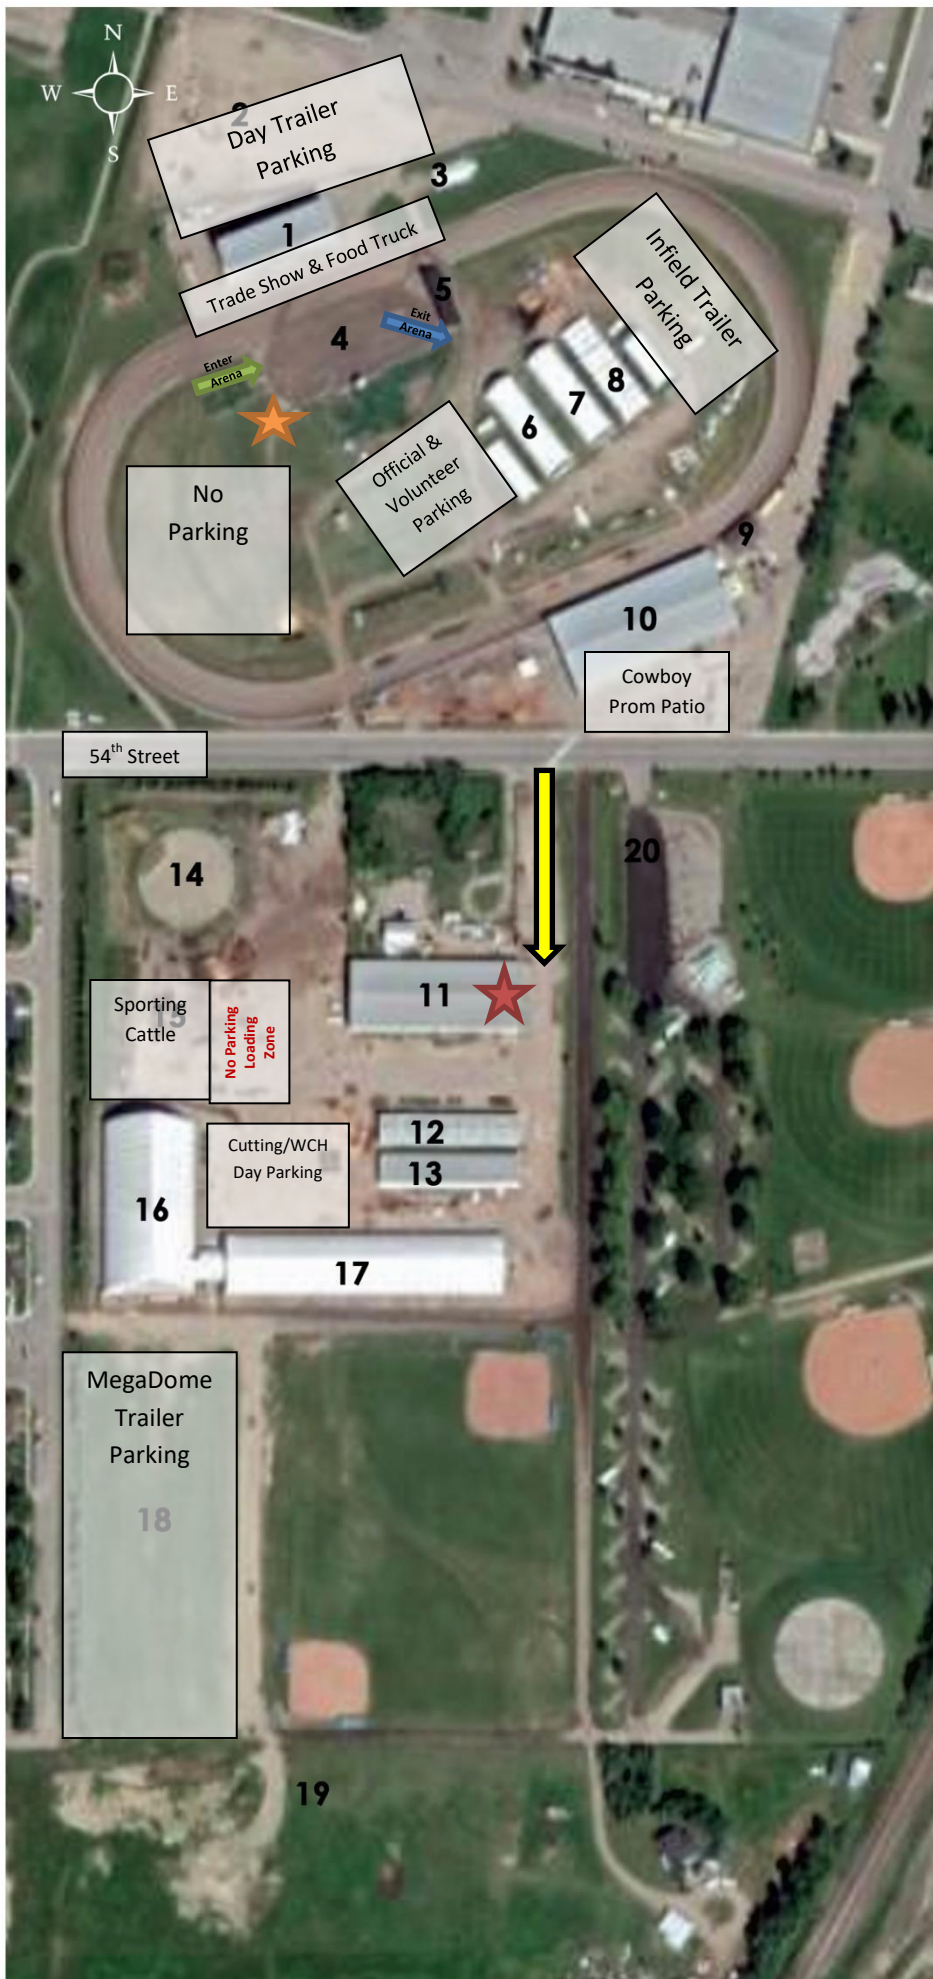 N
W E
S
2
Day Trailer
Parking
3
1
Trade Show & Food Truck
Infield Trailer
Parking
5
Exit
Arena
4
Enter
Arena
8
7
6
Official &
Volunteer
Parking
No
Parking
9
10
Cowboy
Prom Patio
54th Street
20
14
11
Sporting
Cattle
15
No Parking
Loading
Zone
12
Cutting/WCH
Day Parking
13
16
17
MegaDome
Trailer
Parking
18
19